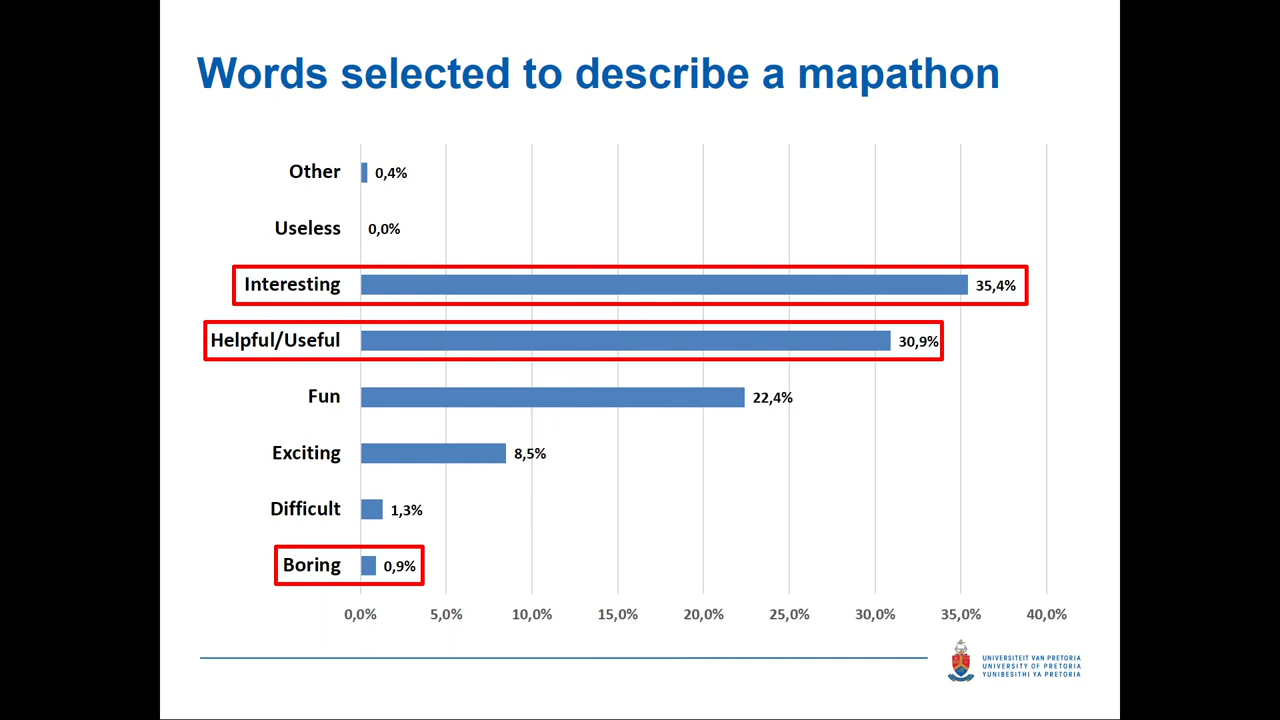 Words selected to describe a mapathon
Other 0,4%
Useless 0,0%
Interesting 35,4%
Helpful/Useful 30,9%
Fun 22,4%
Exciting 8,5%
Difficult 1,3%
Boring 0,9%
0,0% 5,0% 10,0% 15,0% 20,0% 25,0% 30,0% 35,0% 40,0%
UNIVERSITEIT VAN PRETORIA
UNIVERSITY OF PRETORIA
YUNIBESITHI YA PRETORIA